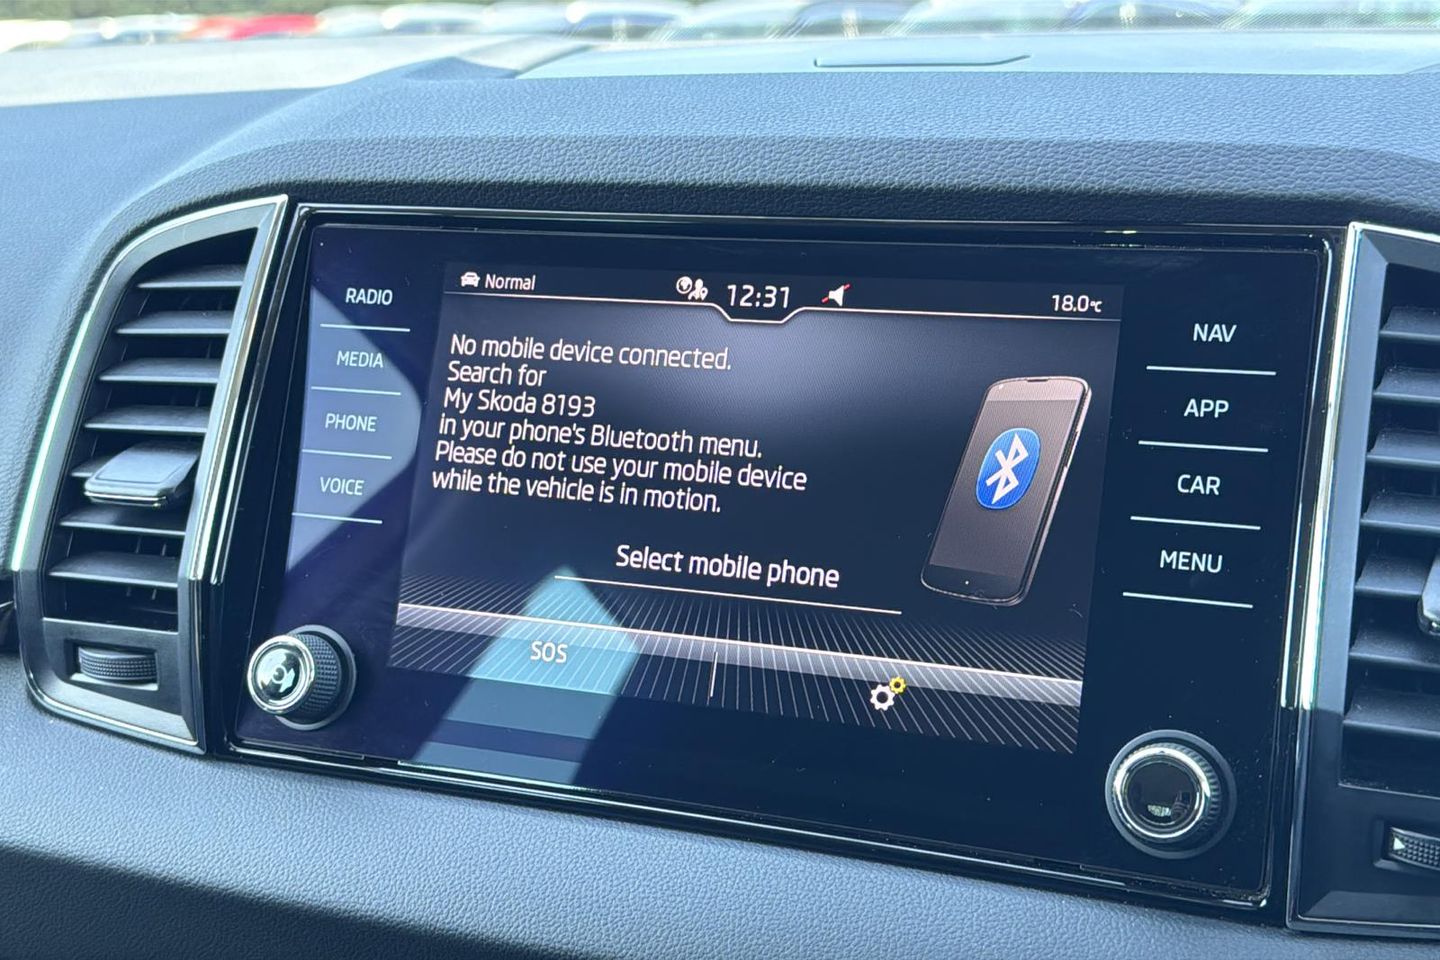 RADIO
MEDIA
PHONE
VOICE
Normal
12:31
18.0°C
No mobile device connected.
Search for
My Skoda 8193
in your phone's Bluetooth menu.
Please do not use your mobile device
while the vehicle is in motion.
Select mobile phone
SOS
NAV
APP
CAR
MENU